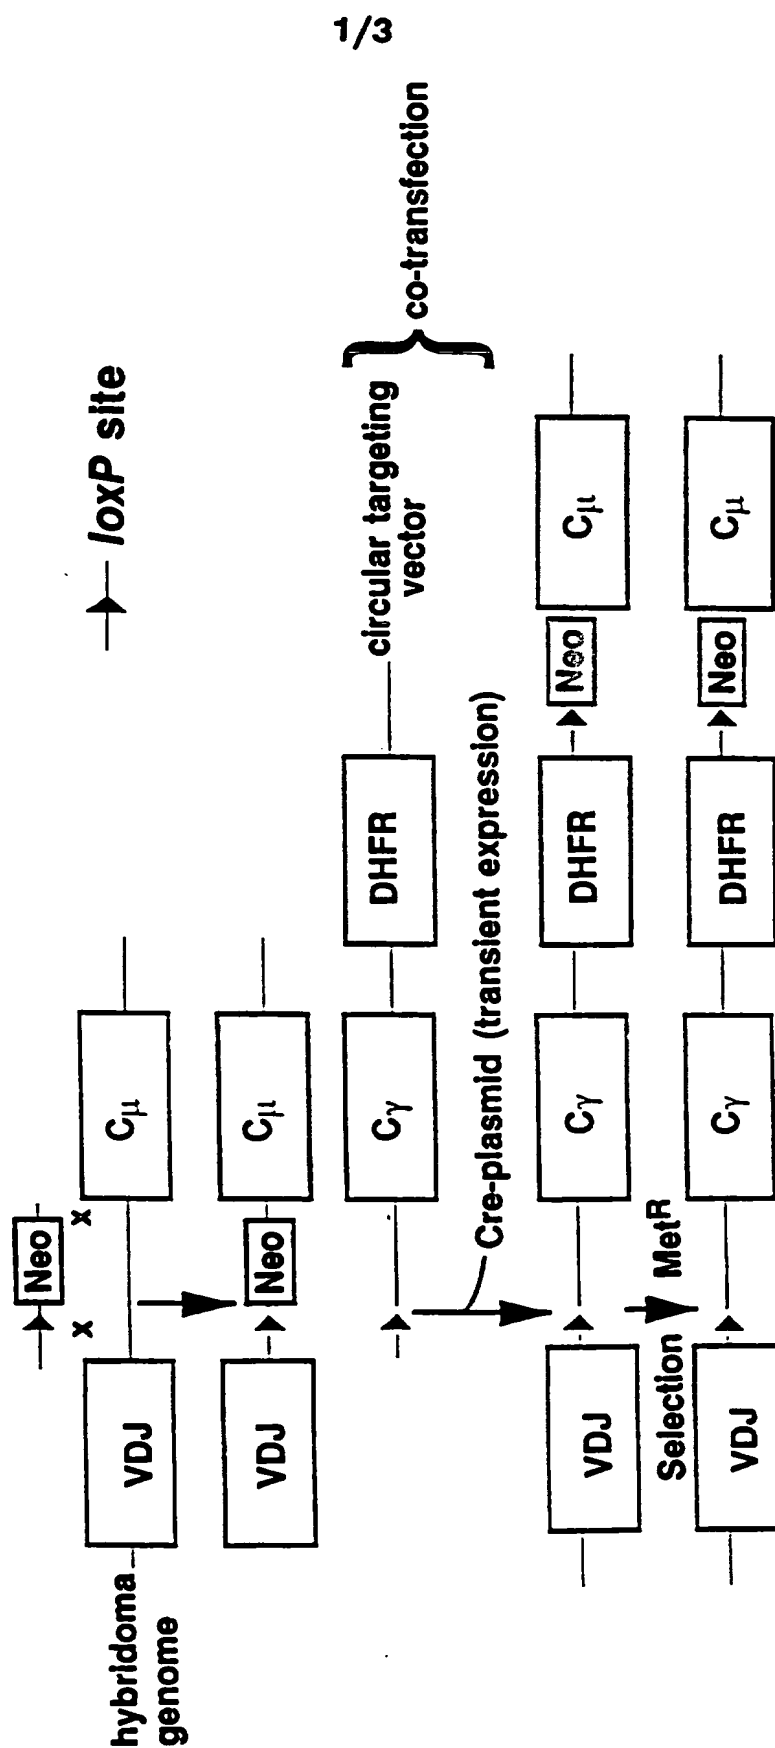 1/3
loxP site
Neo
x x
hybridoma genome
VDJ
Cμ
VDJ
Neo
Cμ
Cγ
DHFR
circular targeting
vector
co-transfection
Cre-plasmid (transient expression)
VDJ
Cγ
DHFR
Neo
Cμ
Selection Metᴿ
VDJ
Cγ
DHFR
Neo
Cμ